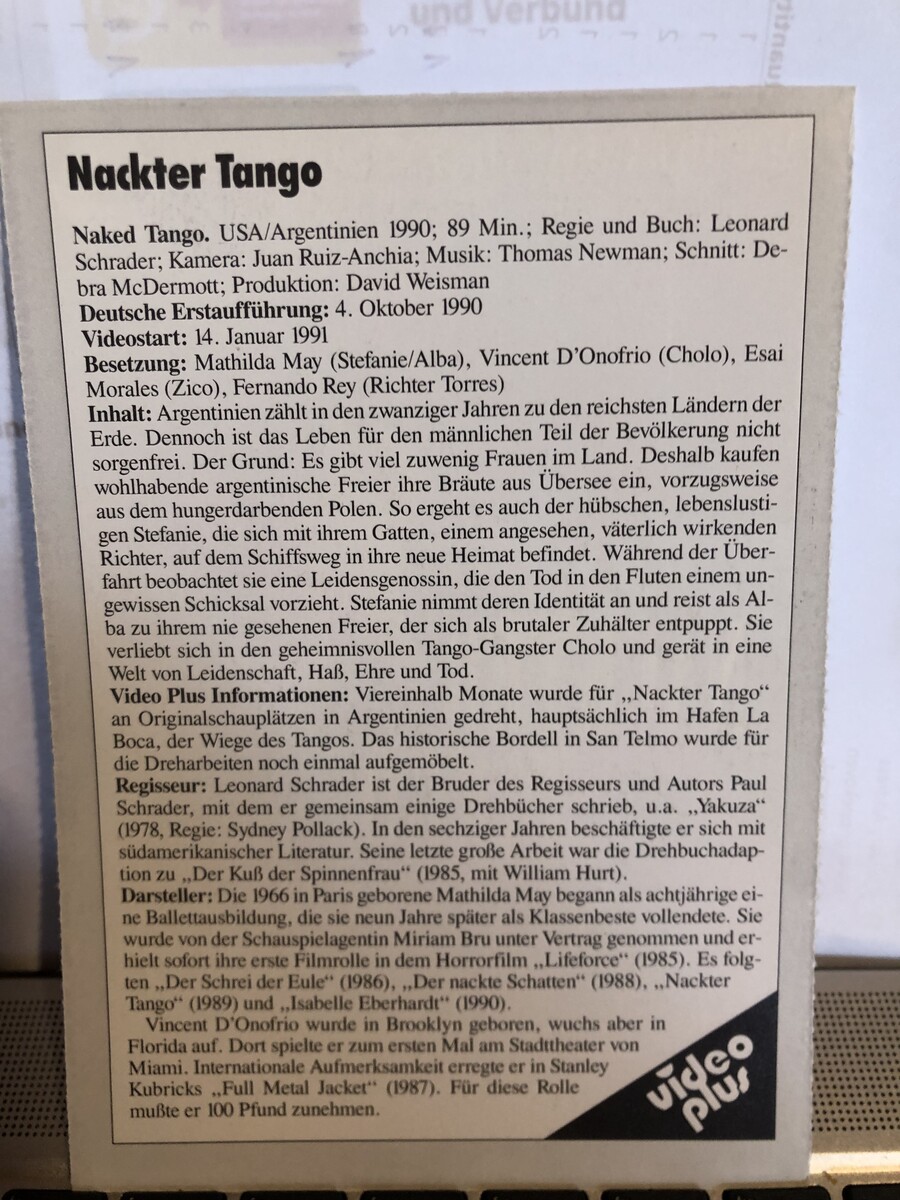 und Verbund
Nackter Tango
Naked Tango. USA/Argentinien 1990; 89 Min.; Regie und Buch: Leonard
Schrader; Kamera: Juan Ruiz-Anchia; Musik: Thomas Newman; Schnitt: De-
bra McDermott; Produktion: David Weisman
Deutsche Erstaufführung: 4. Oktober 1990
Videostart: 14. Januar 1991
Besetzung: Mathilda May (Stefanie/Alba), Vincent D'Onofrio (Cholo), Esai
Morales (Zico), Fernando Rey (Richter Torres)
Inhalt: Argentinien zählt in den zwanziger Jahren zu den reichsten Ländern der
Erde. Dennoch ist das Leben für den männlichen Teil der Bevölkerung nicht
sorgenfrei. Der Grund: Es gibt viel zuwenig Frauen im Land. Deshalb kaufen
wohlhabende argentinische Freier ihre Bräute aus Übersee ein, vorzugsweise
aus dem hungerdarbenden Polen. So ergeht es auch der hübschen, lebenslusti-
gen Stefanie, die sich mit ihrem Gatten, einem angesehen, väterlich wirkenden
Richter, auf dem Schiffsweg in ihre neue Heimat befindet. Während der Über-
fahrt beobachtet sie eine Leidensgenossin, die den Tod in den Fluten einem un-
gewissen Schicksal vorzieht. Stefanie nimmt deren Identität an und reist als Al-
ba zu ihrem nie gesehenen Freier, der sich als brutaler Zuhälter entpuppt. Sie
verliebt sich in den geheimnisvollen Tango-Gangster Cholo und gerät in eine
Welt von Leidenschaft, Haß, Ehre und Tod.
Video Plus Informationen: Viereinhalb Monate wurde für „Nackter Tango“
an Originalschauplätzen in Argentinien gedreht, hauptsächlich im Hafen La
Boca, der Wiege des Tangos. Das historische Bordell in San Telmo wurde für
die Dreharbeiten noch einmal aufgemöbelt.
Regisseur: Leonard Schrader ist der Bruder des Regisseurs und Autors Paul
Schrader, mit dem er gemeinsam einige Drehbücher schrieb, u.a. „Yakuza“
(1978, Regie: Sydney Pollack). In den sechziger Jahren beschäftigte er sich mit
südamerikanischer Literatur. Seine letzte große Arbeit war die Drehbuchadap-
tion zu „Der Kuß der Spinnenfrau“ (1985, mit William Hurt).
Darsteller: Die 1966 in Paris geborene Mathilda May begann als achtjährige ei-
ne Ballettausbildung, die sie neun Jahre später als Klassenbeste vollendete. Sie
wurde von der Schauspielagentin Miriam Bru unter Vertrag genommen und er-
hielt sofort ihre erste Filmrolle in dem Horrorfilm „Lifeforce“ (1985). Es folg-
ten „Der Schrei der Eule“ (1986), „Der nackte Schatten“ (1988), „Nackter
Tango“ (1989) und „Isabelle Eberhardt“ (1990).
Vincent D'Onofrio wurde in Brooklyn geboren, wuchs aber in
Florida auf. Dort spielte er zum ersten Mal am Stadttheater von
Miami. Internationale Aufmerksamkeit erregte er in Stanley
Kubricks „Full Metal Jacket“ (1987). Für diese Rolle
mußte er 100 Pfund zunehmen.
video
plus